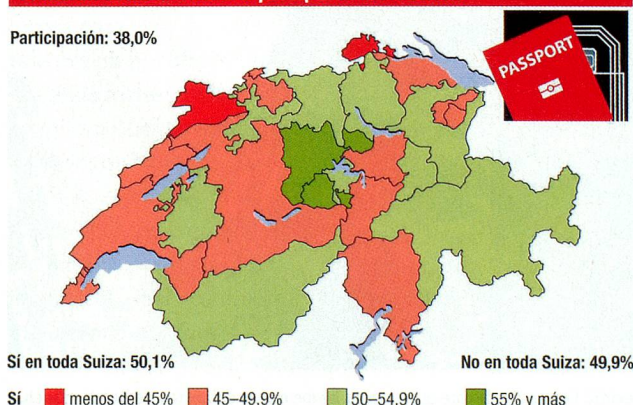 Participación: 38,0%
PASSPORT
Sí en toda Suiza: 50,1%
No en toda Suiza: 49,9%
Sí menos del 45% 45–49,9% 50–54,9% 55% y más